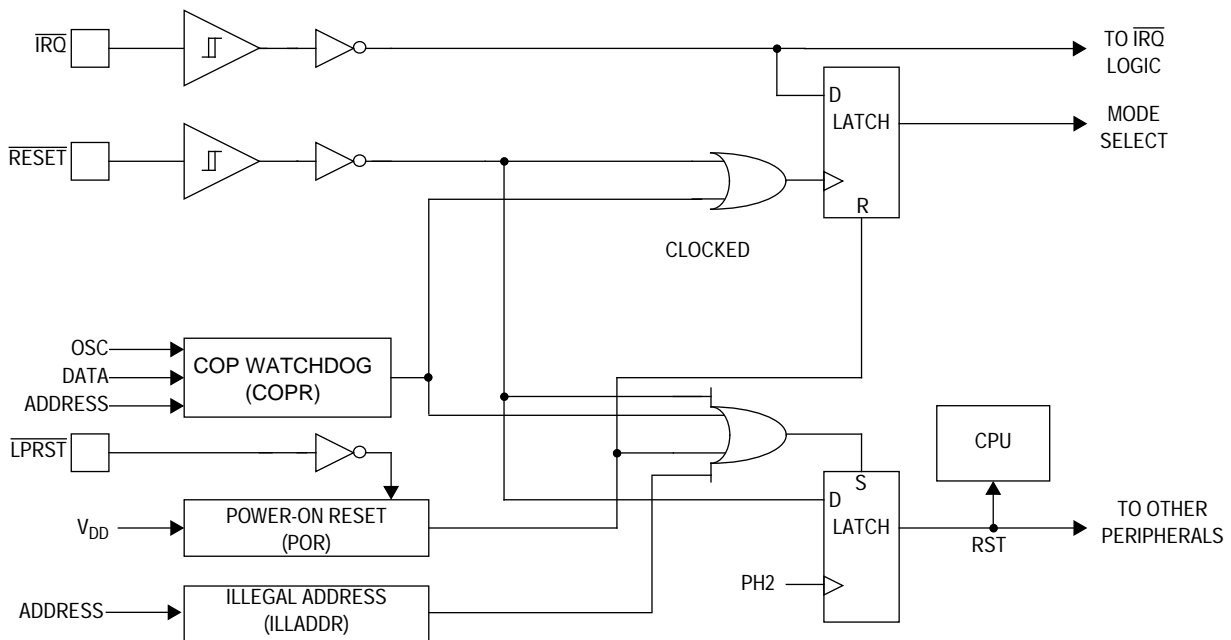 IRQ
TO IRQ
LOGIC
D
LATCH
MODE
SELECT
RESET
R
CLOCKED
OSC
DATA
ADDRESS
COP WATCHDOG
(COPR)
LPRST
CPU
S
VDD
POWER-ON RESET
(POR)
D
LATCH
RST
TO OTHER
PERIPHERALS
PH2
ADDRESS
ILLEGAL ADDRESS
(ILLADDR)